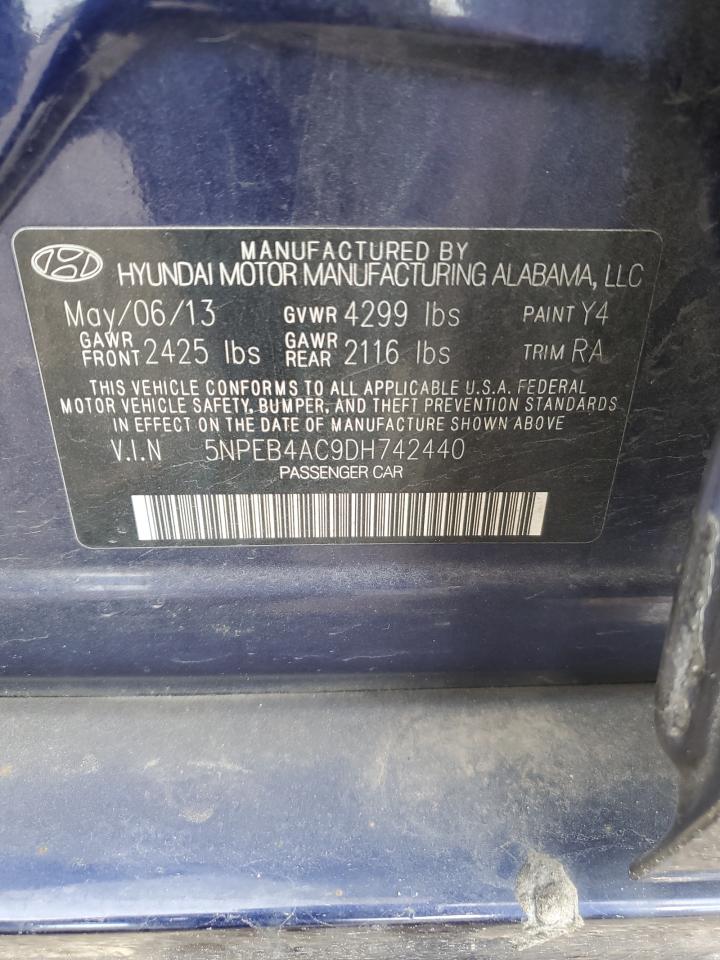 MANUFACTURED BY
HYUNDAI MOTOR MANUFACTURING ALABAMA, LLC
May/06/13 GVWR 4299 lbs PAINT Y4
GAWR FRONT 2425 lbs GAWR REAR 2116 lbs TRIM RA
THIS VEHICLE CONFORMS TO ALL APPLICABLE U.S.A. FEDERAL
MOTOR VEHICLE SAFETY, BUMPER, AND THEFT PREVENTION STANDARDS
IN EFFECT ON THE DATE OF MANUFACTURE SHOWN ABOVE
V.I.N 5NPEB4AC9DH742440
PASSENGER CAR